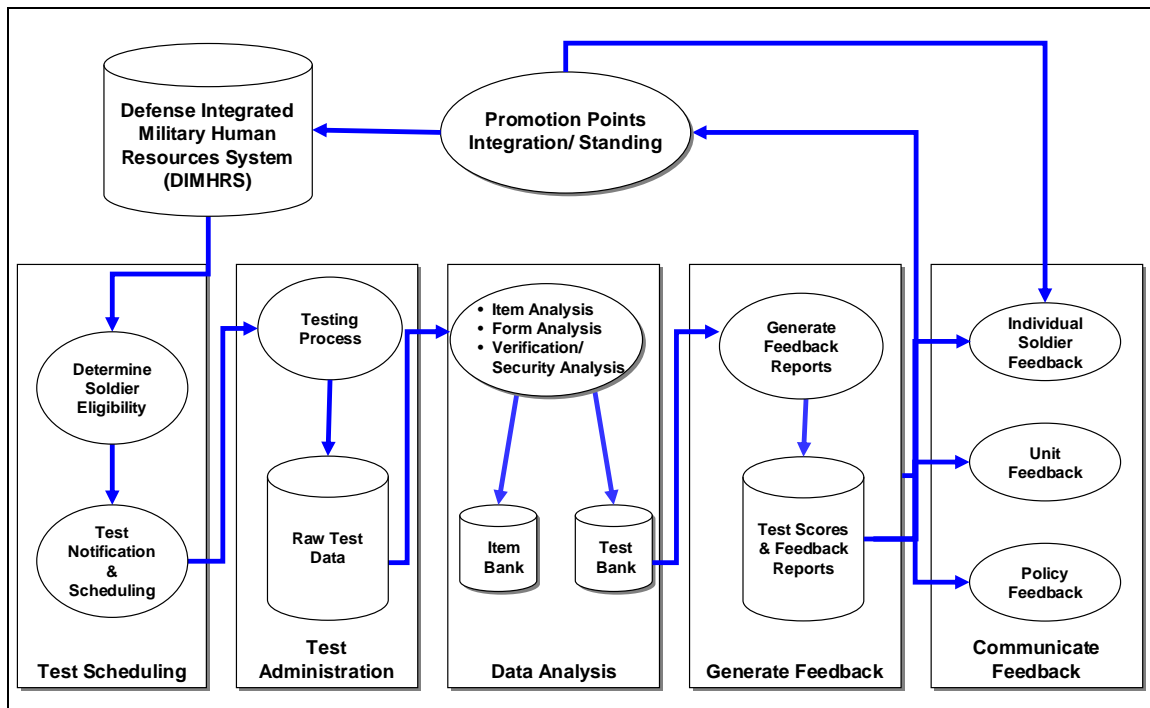 Defense Integrated
Military Human
Resources System
(DIMHRS)
Promotion Points
Integration/ Standing
Determine
Soldier
Eligibility
Test
Notification
&
Scheduling
Test Scheduling
Testing
Process
Raw Test
Data
Test
Administration
• Item Analysis
• Form Analysis
• Verification/
Security Analysis
Item
Bank
Test
Bank
Data Analysis
Generate
Feedback
Reports
Test Scores
& Feedback
Reports
Generate Feedback
Individual
Soldier
Feedback
Unit
Feedback
Policy
Feedback
Communicate
Feedback